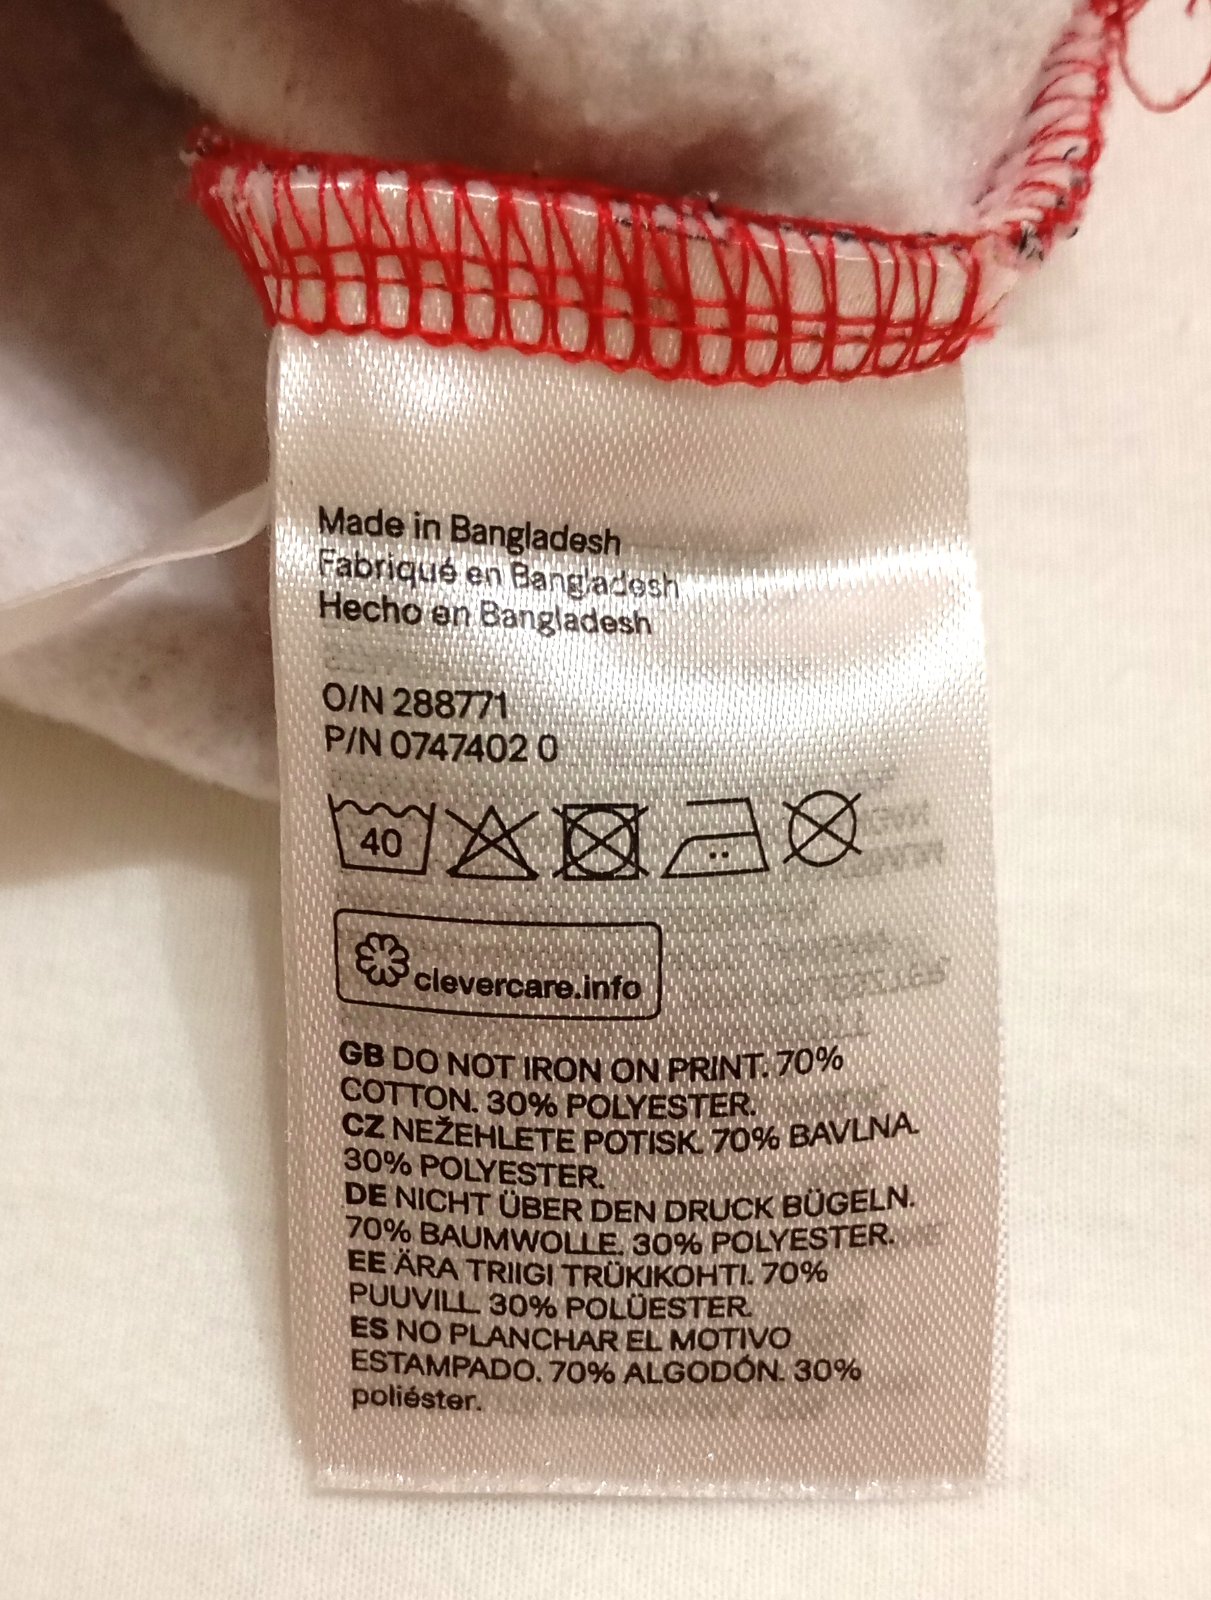 Made in Bangladesh
Fabriqué en Bangladesh
Hecho en Bangladesh
O/N 288771
P/N 0747402 0
40
clevercare.info
GB DO NOT IRON ON PRINT. 70%
COTTON. 30% POLYESTER.
CZ NEŽEHLETE POTISK. 70% BAVLNA.
30% POLYESTER.
DE NICHT ÜBER DEN DRUCK BÜGELN.
70% BAUMWOLLE. 30% POLYESTER.
EE ÄRA TRIIGI TRÜKIKOHTI. 70%
PUUVILL. 30% POLÜESTER.
ES NO PLANCHAR EL MOTIVO
ESTAMPADO. 70% ALGODÓN. 30%
poliéster.